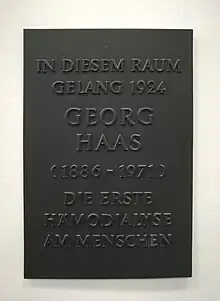 IN DIESEM RAUM
GELANG 1924
GEORG
HAAS
(1886-1971)
DIE ERSTE
HÄMODIALYSE
AM MENSCHEN